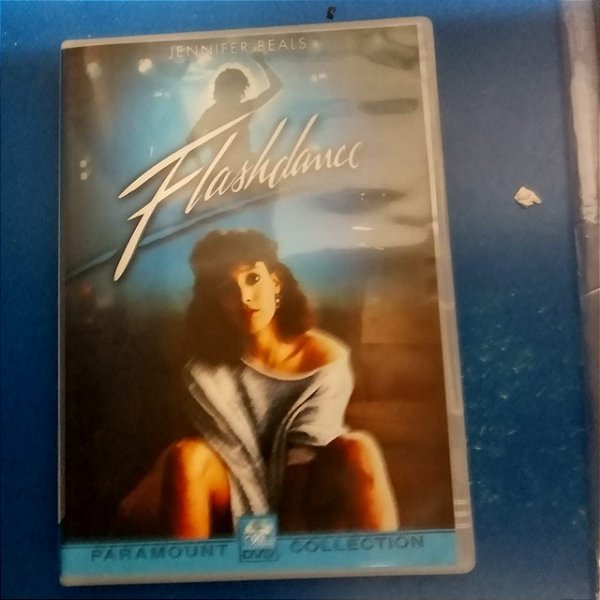 JENNIFER BEALS
Flashdance
PARAMOUNT DVD COLLECTION